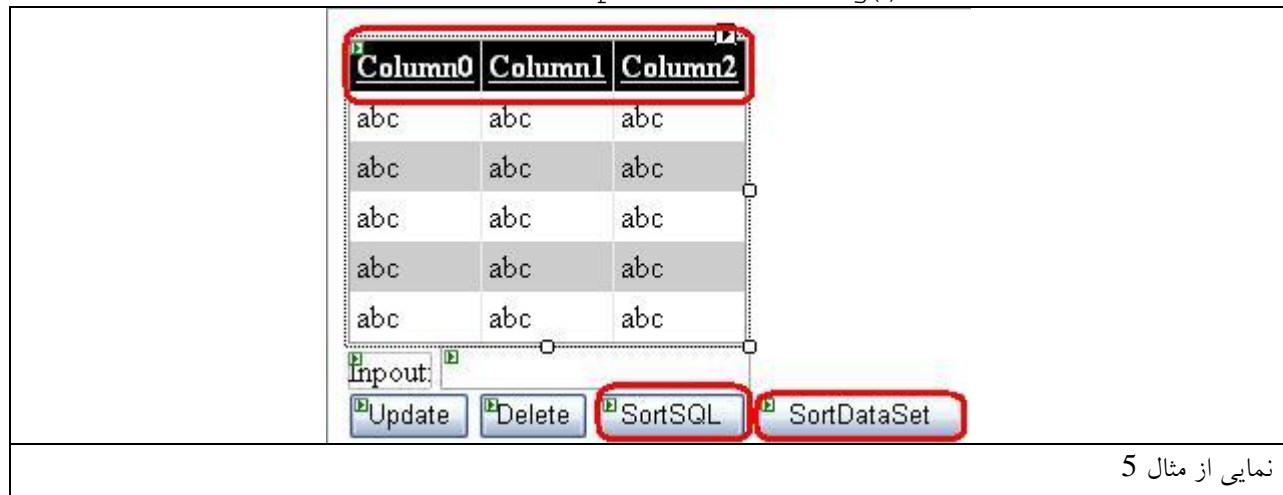 Column0 Column1 Column2
abc abc abc
abc abc abc
abc abc abc
abc abc abc
abc abc abc
Inpout:
Update Delete SortSQL SortDataSet
نمایی از مثال 5